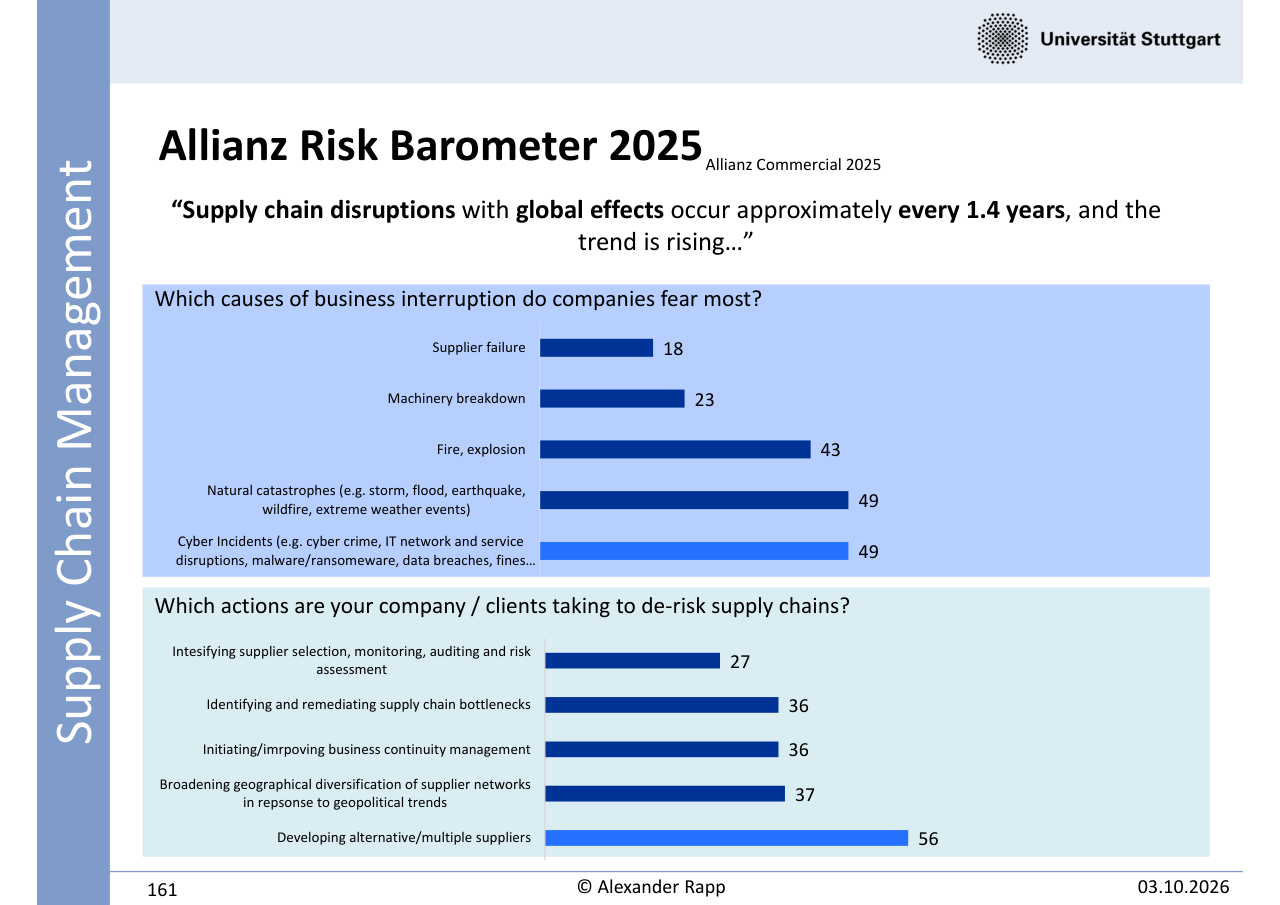 Universität Stuttgart
Supply Chain Management
Allianz Risk Barometer 2025 Allianz Commercial 2025
“Supply chain disruptions with global effects occur approximately every 1.4 years, and the
trend is rising…”
Which causes of business interruption do companies fear most?
Supplier failure 18
Machinery breakdown 23
Fire, explosion 43
Natural catastrophes (e.g. storm, flood, earthquake,
wildfire, extreme weather events) 49
Cyber Incidents (e.g. cyber crime, IT network and service
disruptions, malware/ransomeware, data breaches, fines… 49
Which actions are your company / clients taking to de-risk supply chains?
Intesifying supplier selection, monitoring, auditing and risk
assessment 27
Identifying and remediating supply chain bottlenecks 36
Initiating/imrpoving business continuity management 36
Broadening geographical diversification of supplier networks
in repsonse to geopolitical trends 37
Developing alternative/multiple suppliers 56
161 © Alexander Rapp 03.10.2026